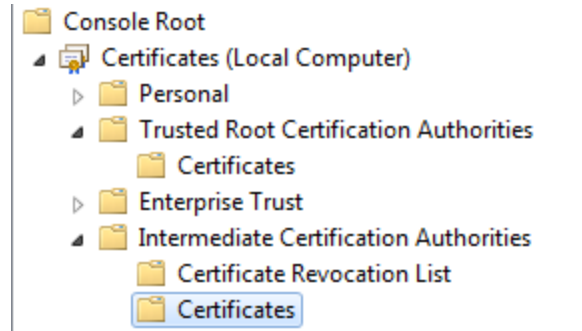 Console Root
Certificates (Local Computer)
Personal
Trusted Root Certification Authorities
Certificates
Enterprise Trust
Intermediate Certification Authorities
Certificate Revocation List
Certificates